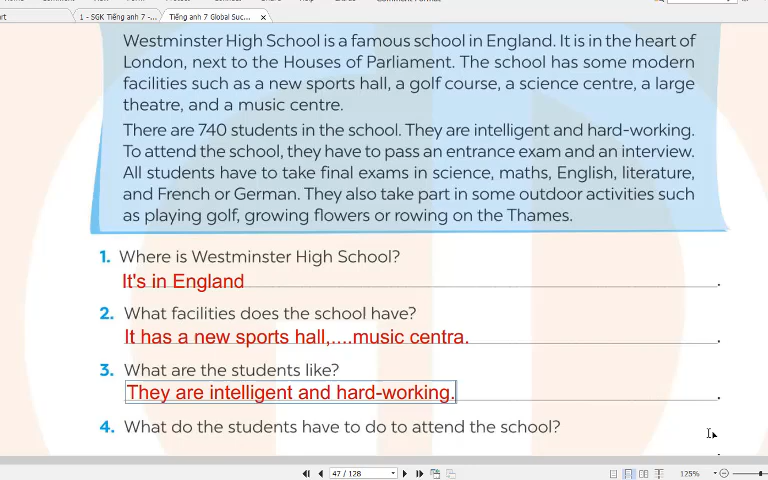 1 - SGK Tiếng anh 7 -...
Tiếng anh 7 Global Suc... ×
Westminster High School is a famous school in England. It is in the heart of
London, next to the Houses of Parliament. The school has some modern
facilities such as a new sports hall, a golf course, a science centre, a large
theatre, and a music centre.
There are 740 students in the school. They are intelligent and hard-working.
To attend the school, they have to pass an entrance exam and an interview.
All students have to take final exams in science, maths, English, literature,
and French or German. They also take part in some outdoor activities such
as playing golf, growing flowers or rowing on the Thames.
1. Where is Westminster High School?
It's in England .
2. What facilities does the school have?
It has a new sports hall,....music centra. .
3. What are the students like?
They are intelligent and hard-working. .
4. What do the students have to do to attend the school?
47 / 128
125%